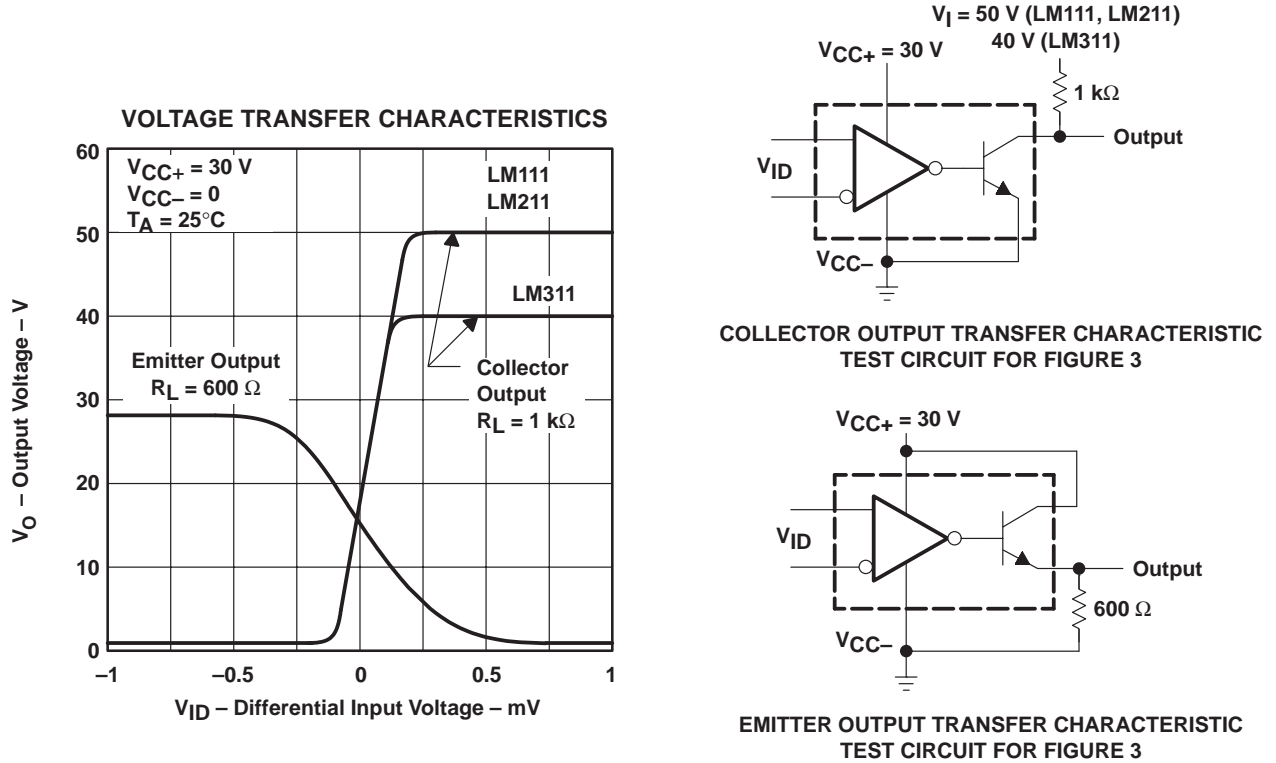 VOLTAGE TRANSFER CHARACTERISTICS
VCC+ = 30 V
VCC– = 0
TA = 25°C
LM111
LM211
LM311
Emitter Output
RL = 600 Ω
Collector
Output
RL = 1 kΩ
60
50
40
30
20
10
0
–1
–0.5
0
0.5
1
VO – Output Voltage – V
VID – Differential Input Voltage – mV
VI = 50 V (LM111, LM211)
40 V (LM311)
VCC+ = 30 V
1 kΩ
Output
VID
VCC–
COLLECTOR OUTPUT TRANSFER CHARACTERISTIC
TEST CIRCUIT FOR FIGURE 3
VCC+ = 30 V
VID
Output
600 Ω
VCC–
EMITTER OUTPUT TRANSFER CHARACTERISTIC
TEST CIRCUIT FOR FIGURE 3